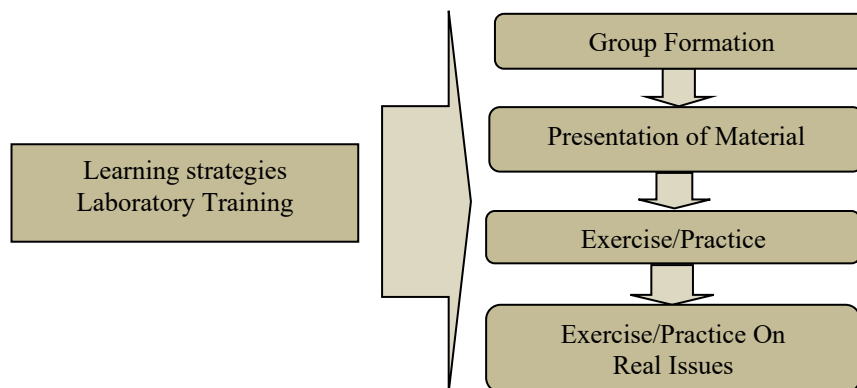 Learning strategies
Laboratory Training
Group Formation
Presentation of Material
Exercise/Practice
Exercise/Practice On
Real Issues